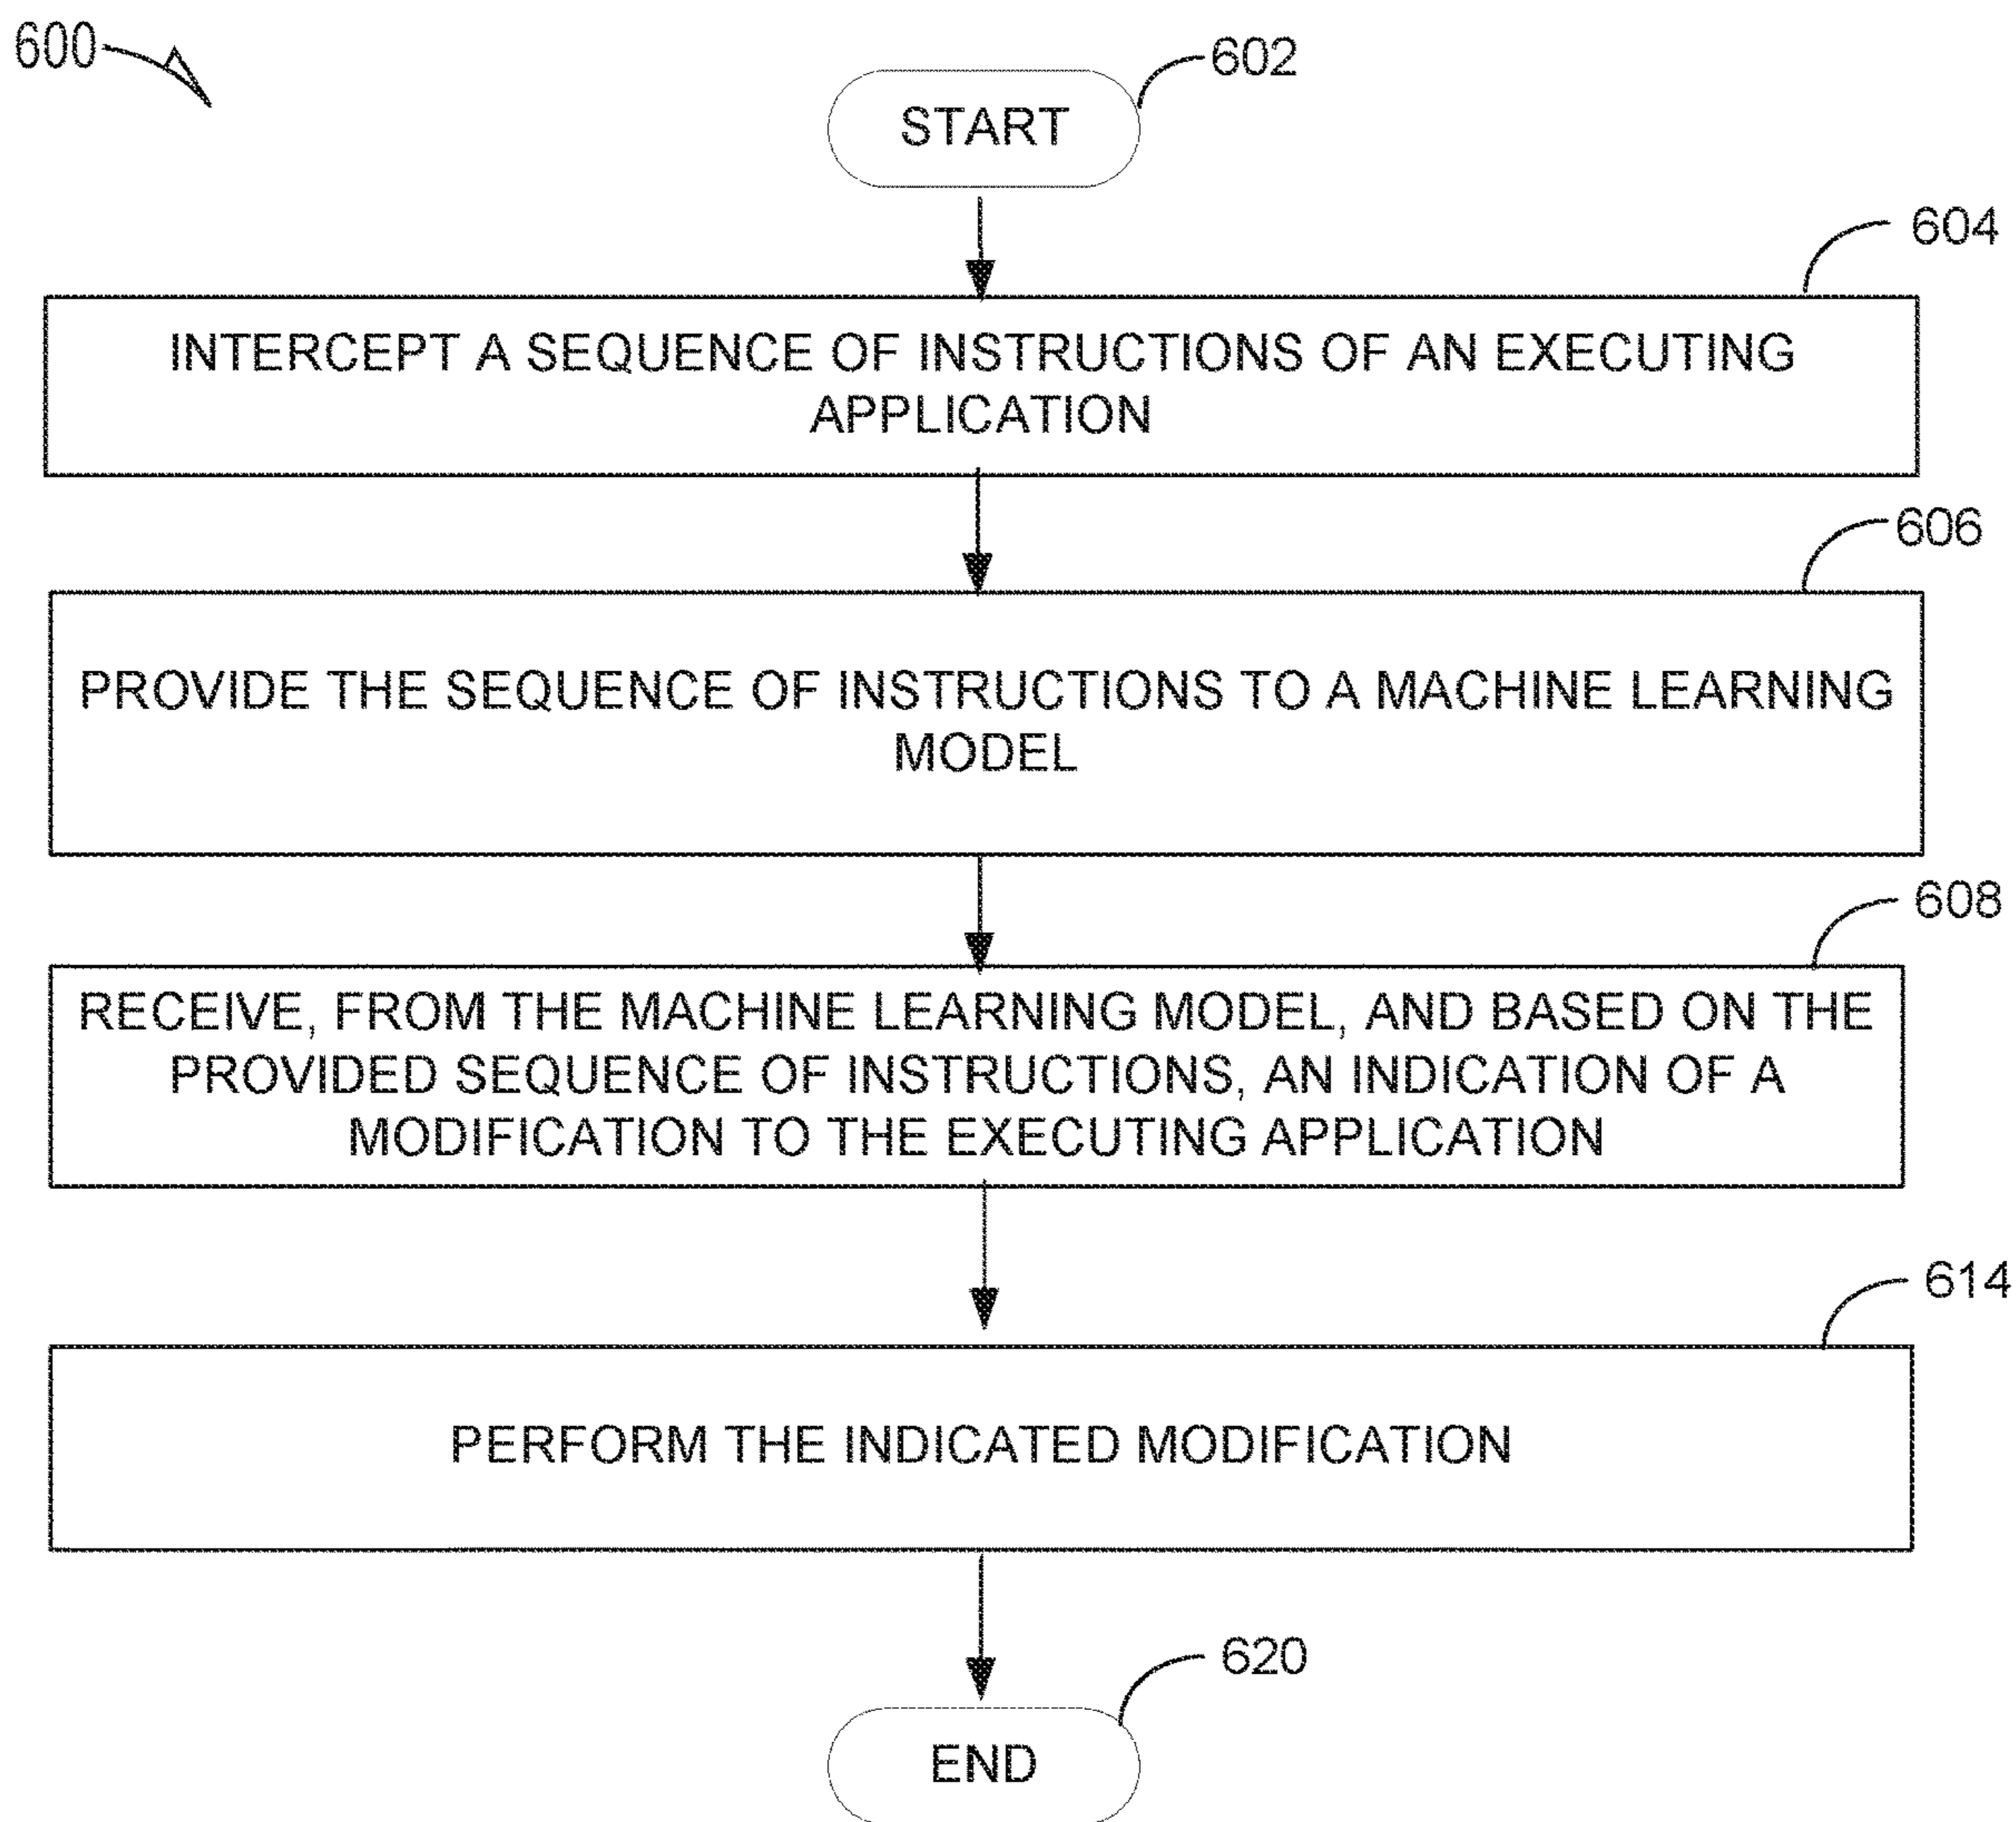 600
602
START
604
INTERCEPT A SEQUENCE OF INSTRUCTIONS OF AN EXECUTING
APPLICATION
606
PROVIDE THE SEQUENCE OF INSTRUCTIONS TO A MACHINE LEARNING
MODEL
608
RECEIVE, FROM THE MACHINE LEARNING MODEL, AND BASED ON THE
PROVIDED SEQUENCE OF INSTRUCTIONS, AN INDICATION OF A
MODIFICATION TO THE EXECUTING APPLICATION
614
PERFORM THE INDICATED MODIFICATION
620
END